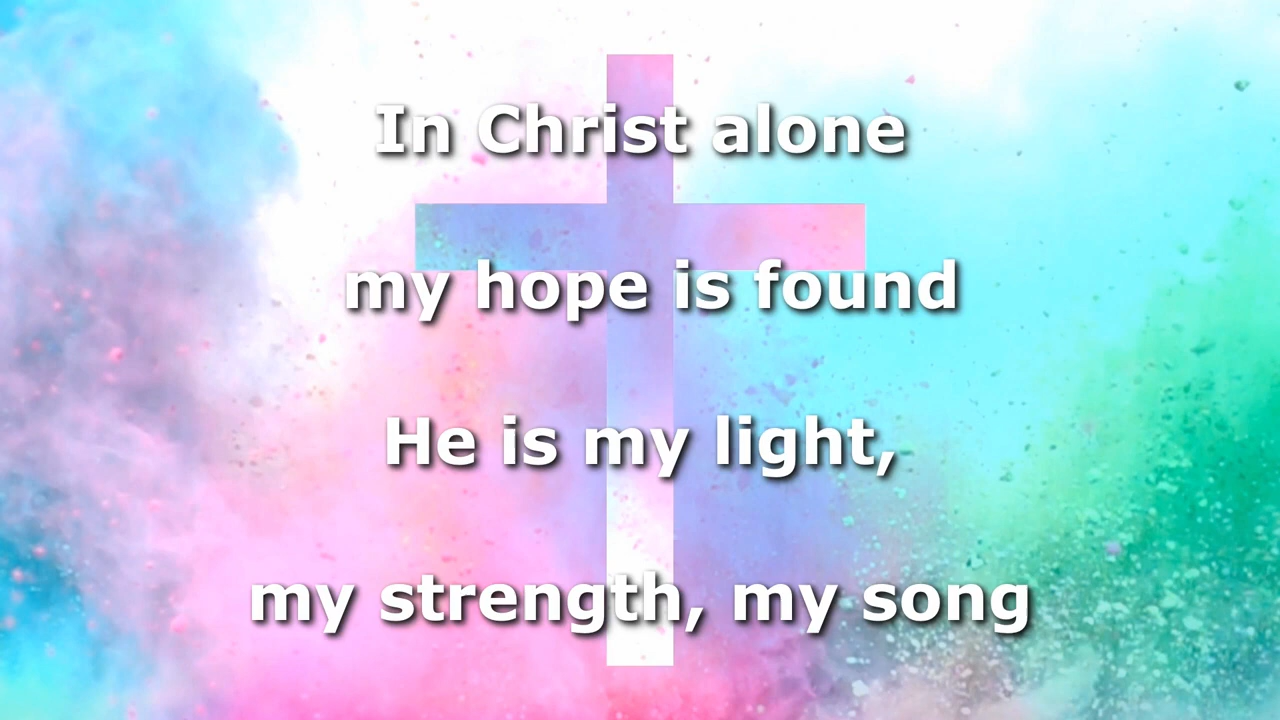 In Christ alone
my hope is found
He is my light,
my strength, my song